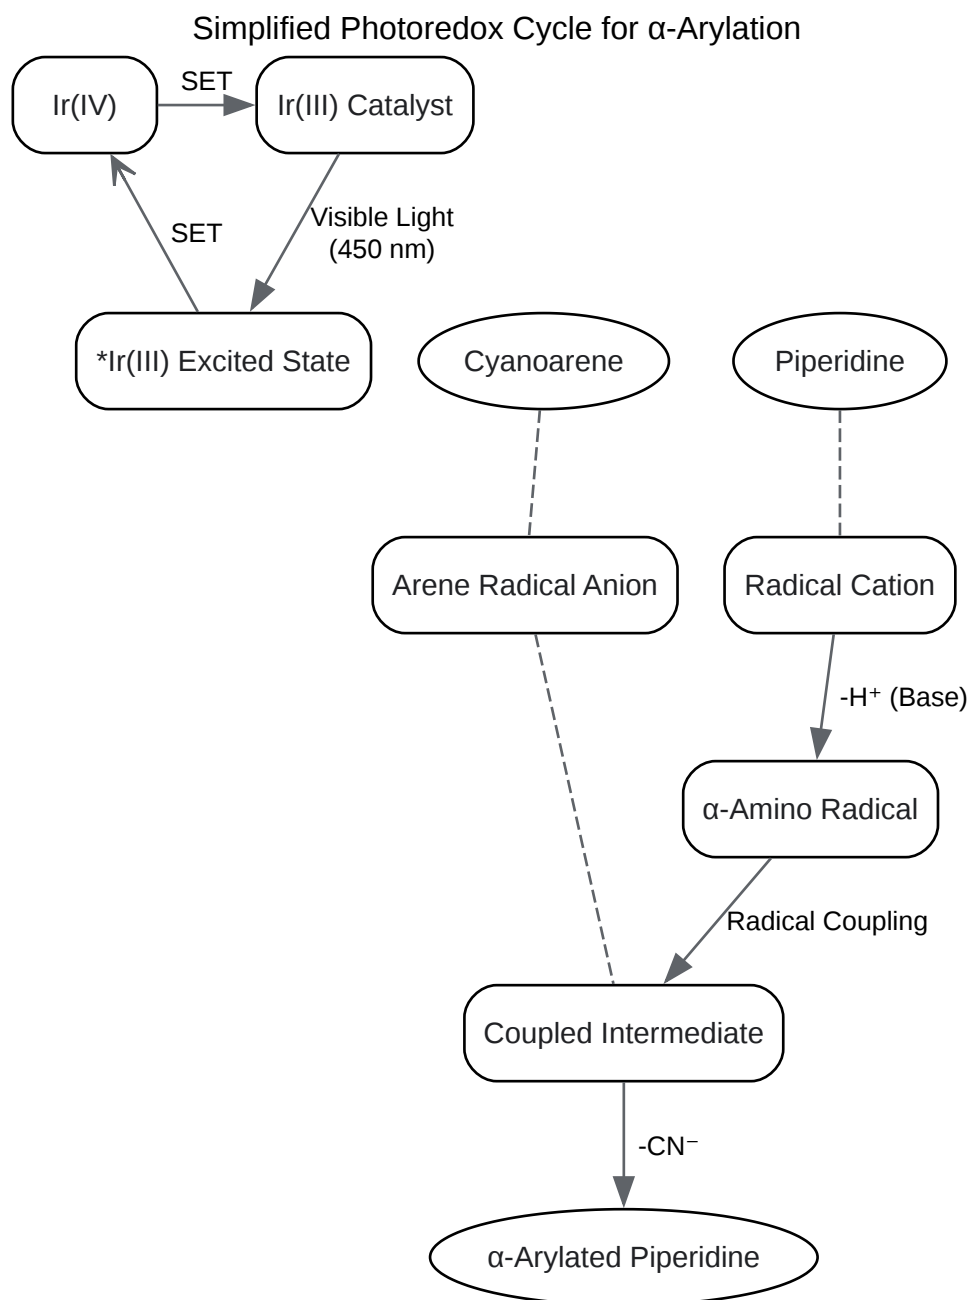 Simplified Photoredox Cycle for α-Arylation
Ir(IV)
SET
Ir(III) Catalyst
SET
Visible Light
(450 nm)
*Ir(III) Excited State
Cyanoarene
Piperidine
Arene Radical Anion
Radical Cation
-H⁺ (Base)
α-Amino Radical
Radical Coupling
Coupled Intermediate
-CN⁻
α-Arylated Piperidine